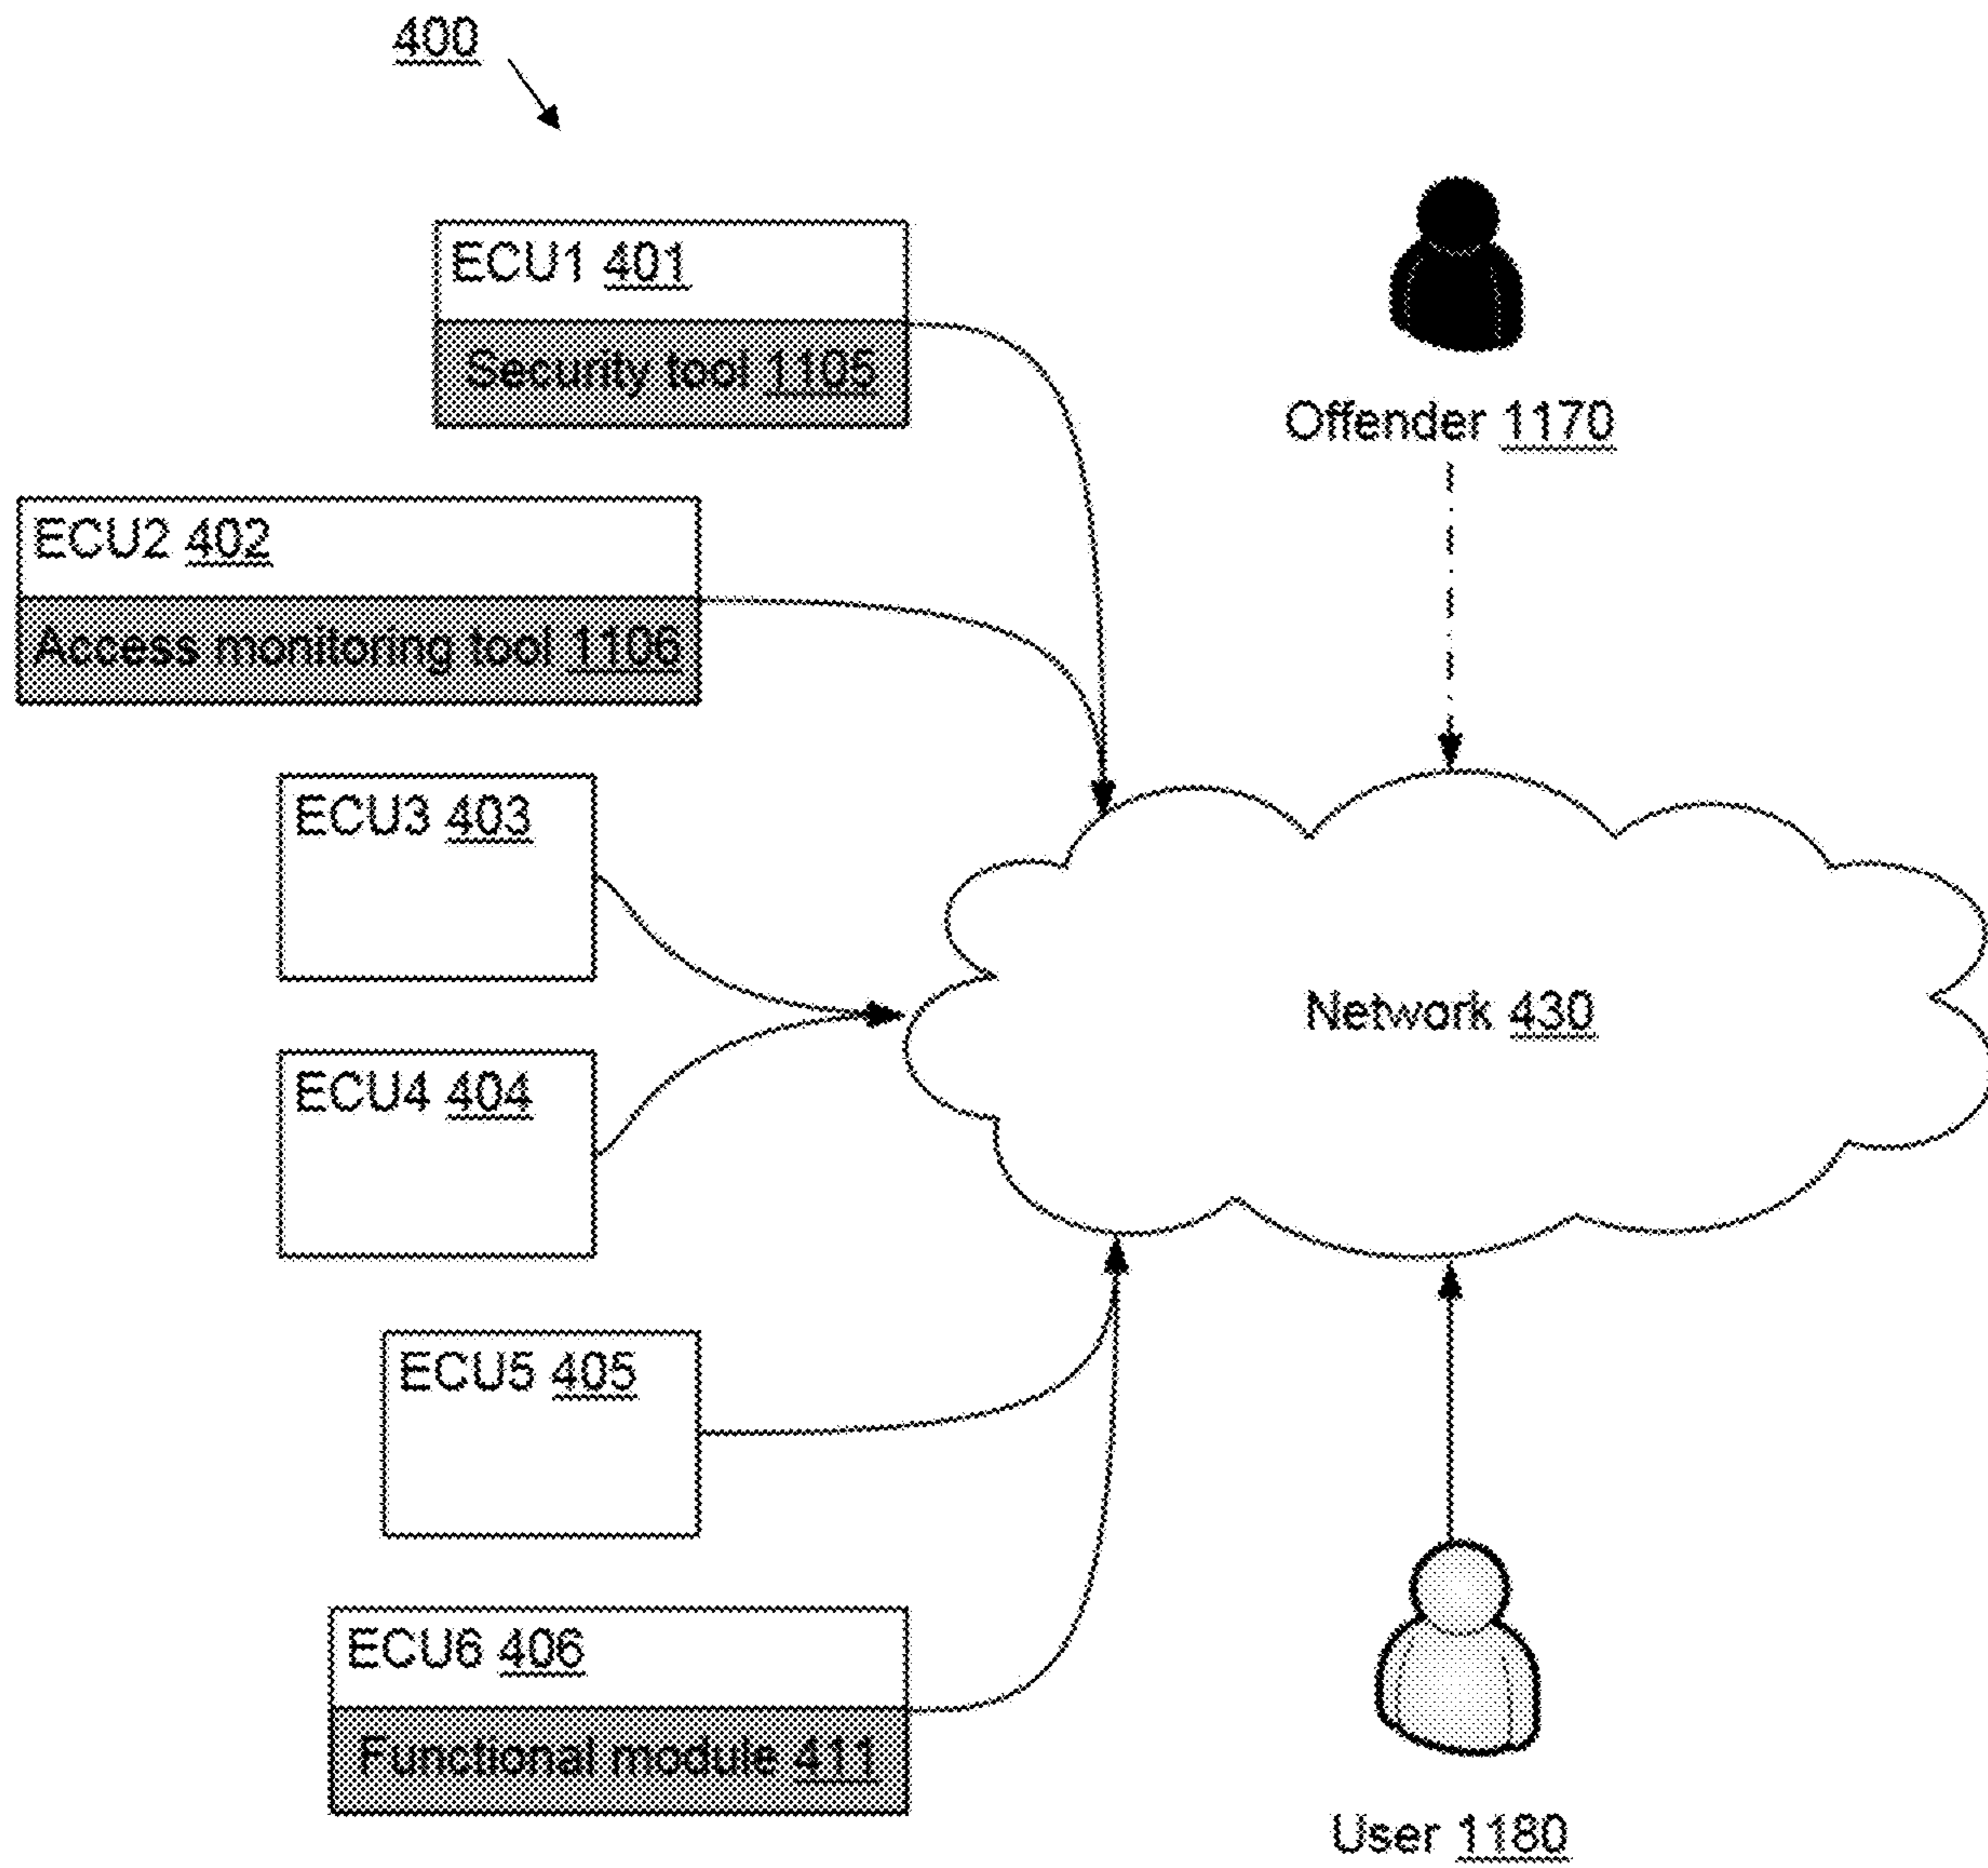 400
ECU1 401
Security tool 1105
Offender 1170
ECU2 402
Access monitoring tool 1106
ECU3 403
Network 430
ECU4 404
ECU5 405
ECU6 406
Functional module 411
User 1180